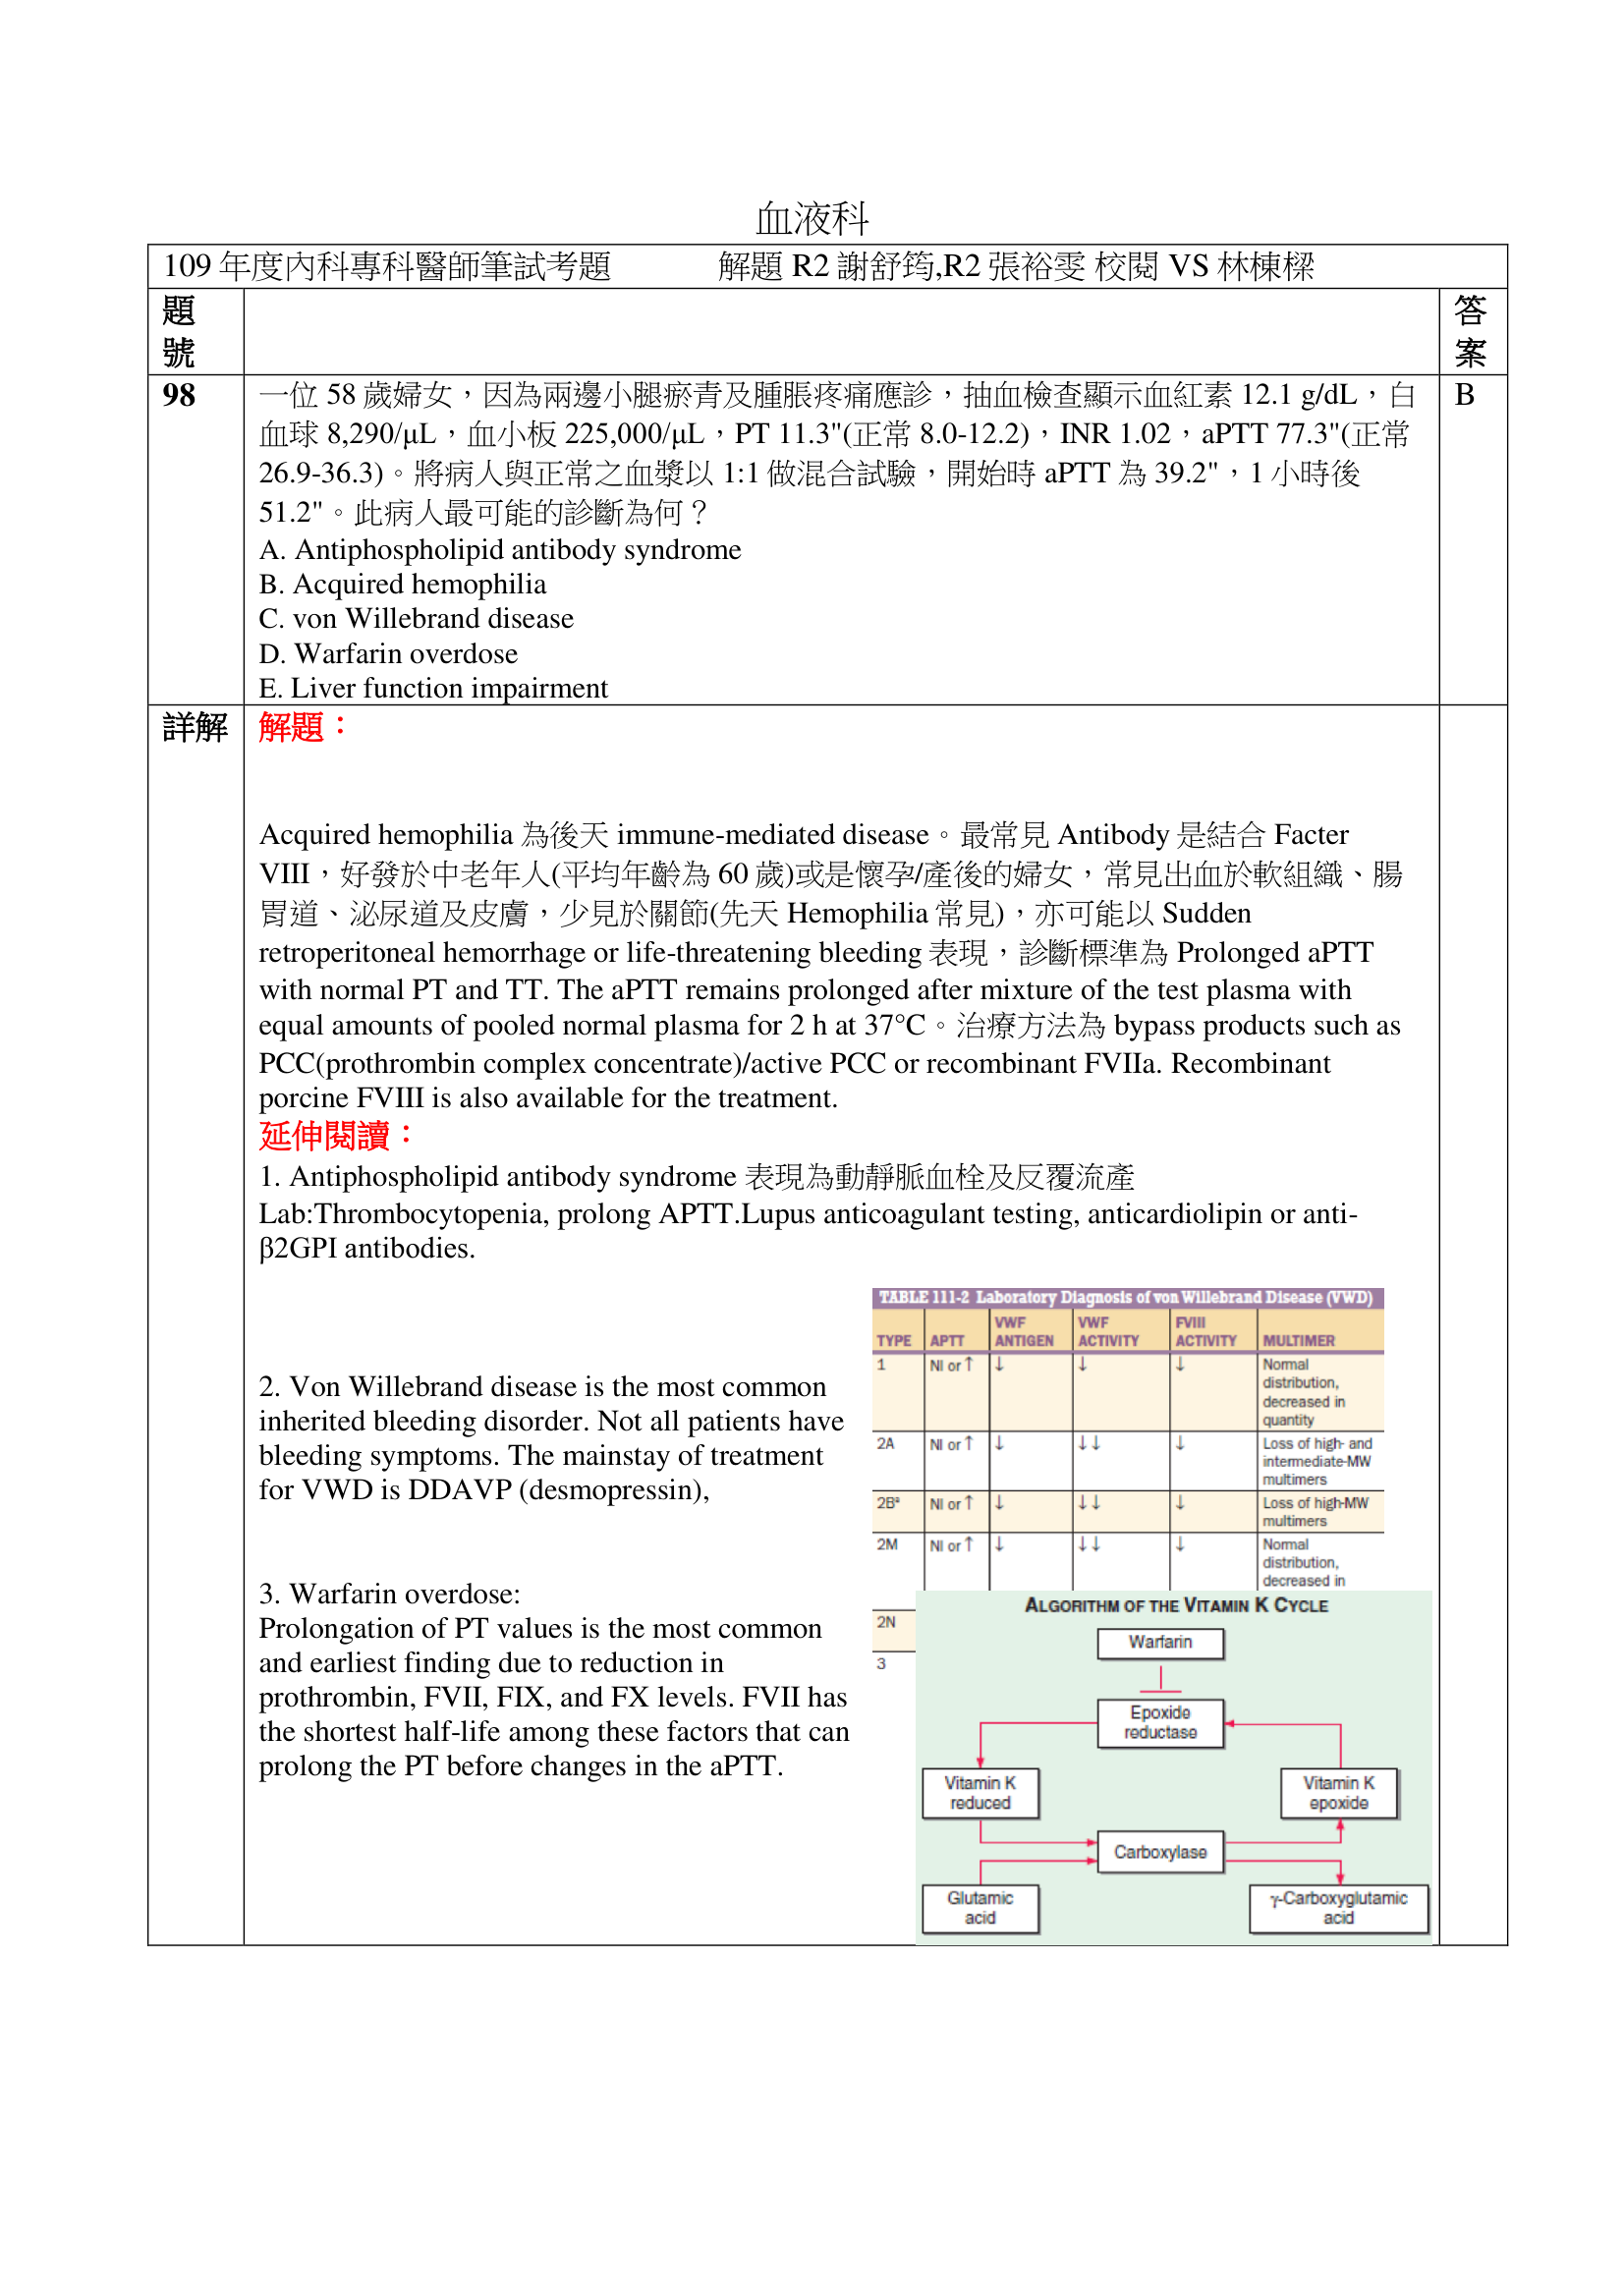 血液科
109 年度內科專科醫師筆試考題 解題 R2 謝舒筠,R2 張裕雯 校閱 VS 林棟樑
題
號
答
案
98
一位 58 歲婦女，因為兩邊小腿瘀青及腫脹疼痛應診，抽血檢查顯示血紅素 12.1 g/dL，白
血球 8,290/μL，血小板 225,000/μL，PT 11.3"(正常 8.0-12.2)，INR 1.02，aPTT 77.3"(正常
26.9-36.3)。將病人與正常之血漿以 1:1 做混合試驗，開始時 aPTT 為 39.2"，1 小時後
51.2"。此病人最可能的診斷為何？
A. Antiphospholipid antibody syndrome
B. Acquired hemophilia
C. von Willebrand disease
D. Warfarin overdose
E. Liver function impairment
B
詳解
解題：
Acquired hemophilia 為後天 immune-mediated disease。最常見 Antibody 是結合 Facter
VIII，好發於中老年人(平均年齡為 60 歲)或是懷孕/產後的婦女，常見出血於軟組織、腸
胃道、泌尿道及皮膚，少見於關節(先天 Hemophilia 常見)，亦可能以 Sudden
retroperitoneal hemorrhage or life-threatening bleeding 表現，診斷標準為 Prolonged aPTT
with normal PT and TT. The aPTT remains prolonged after mixture of the test plasma with
equal amounts of pooled normal plasma for 2 h at 37°C。治療方法為 bypass products such as
PCC(prothrombin complex concentrate)/active PCC or recombinant FVIIa. Recombinant
porcine FVIII is also available for the treatment.
延伸閱讀：
1. Antiphospholipid antibody syndrome 表現為動靜脈血栓及反覆流產
Lab:Thrombocytopenia, prolong APTT.Lupus anticoagulant testing, anticardiolipin or anti-
β2GPI antibodies.
2. Von Willebrand disease is the most common
inherited bleeding disorder. Not all patients have
bleeding symptoms. The mainstay of treatment
for VWD is DDAVP (desmopressin),
3. Warfarin overdose:
Prolongation of PT values is the most common
and earliest finding due to reduction in
prothrombin, FVII, FIX, and FX levels. FVII has
the shortest half-life among these factors that can
prolong the PT before changes in the aPTT.
TABLE 111-2 Laboratory Diagnosis of von Willebrand Disease (VWD)
TYPE APTT VWF ANTIGEN VWF ACTIVITY FVIII ACTIVITY MULTIMER
1 Nl or ↑ ↓ ↓ ↓ Normal
distribution,
decreased in
quantity
2A Nl or ↑ ↓ ↓↓ ↓ Loss of high- and
intermediate-MW
multimers
2Bª Nl or ↑ ↓ ↓↓ ↓ Loss of high-MW
multimers
2M Nl or ↑ ↓ ↓↓ ↓ Normal
distribution,
decreased in
2N
3
ALGORITHM OF THE VITAMIN K CYCLE
Warfarin
Epoxide
reductase
Vitamin K
reduced
Vitamin K
epoxide
Carboxylase
Glutamic
acid
γ-Carboxyglutamic
acid